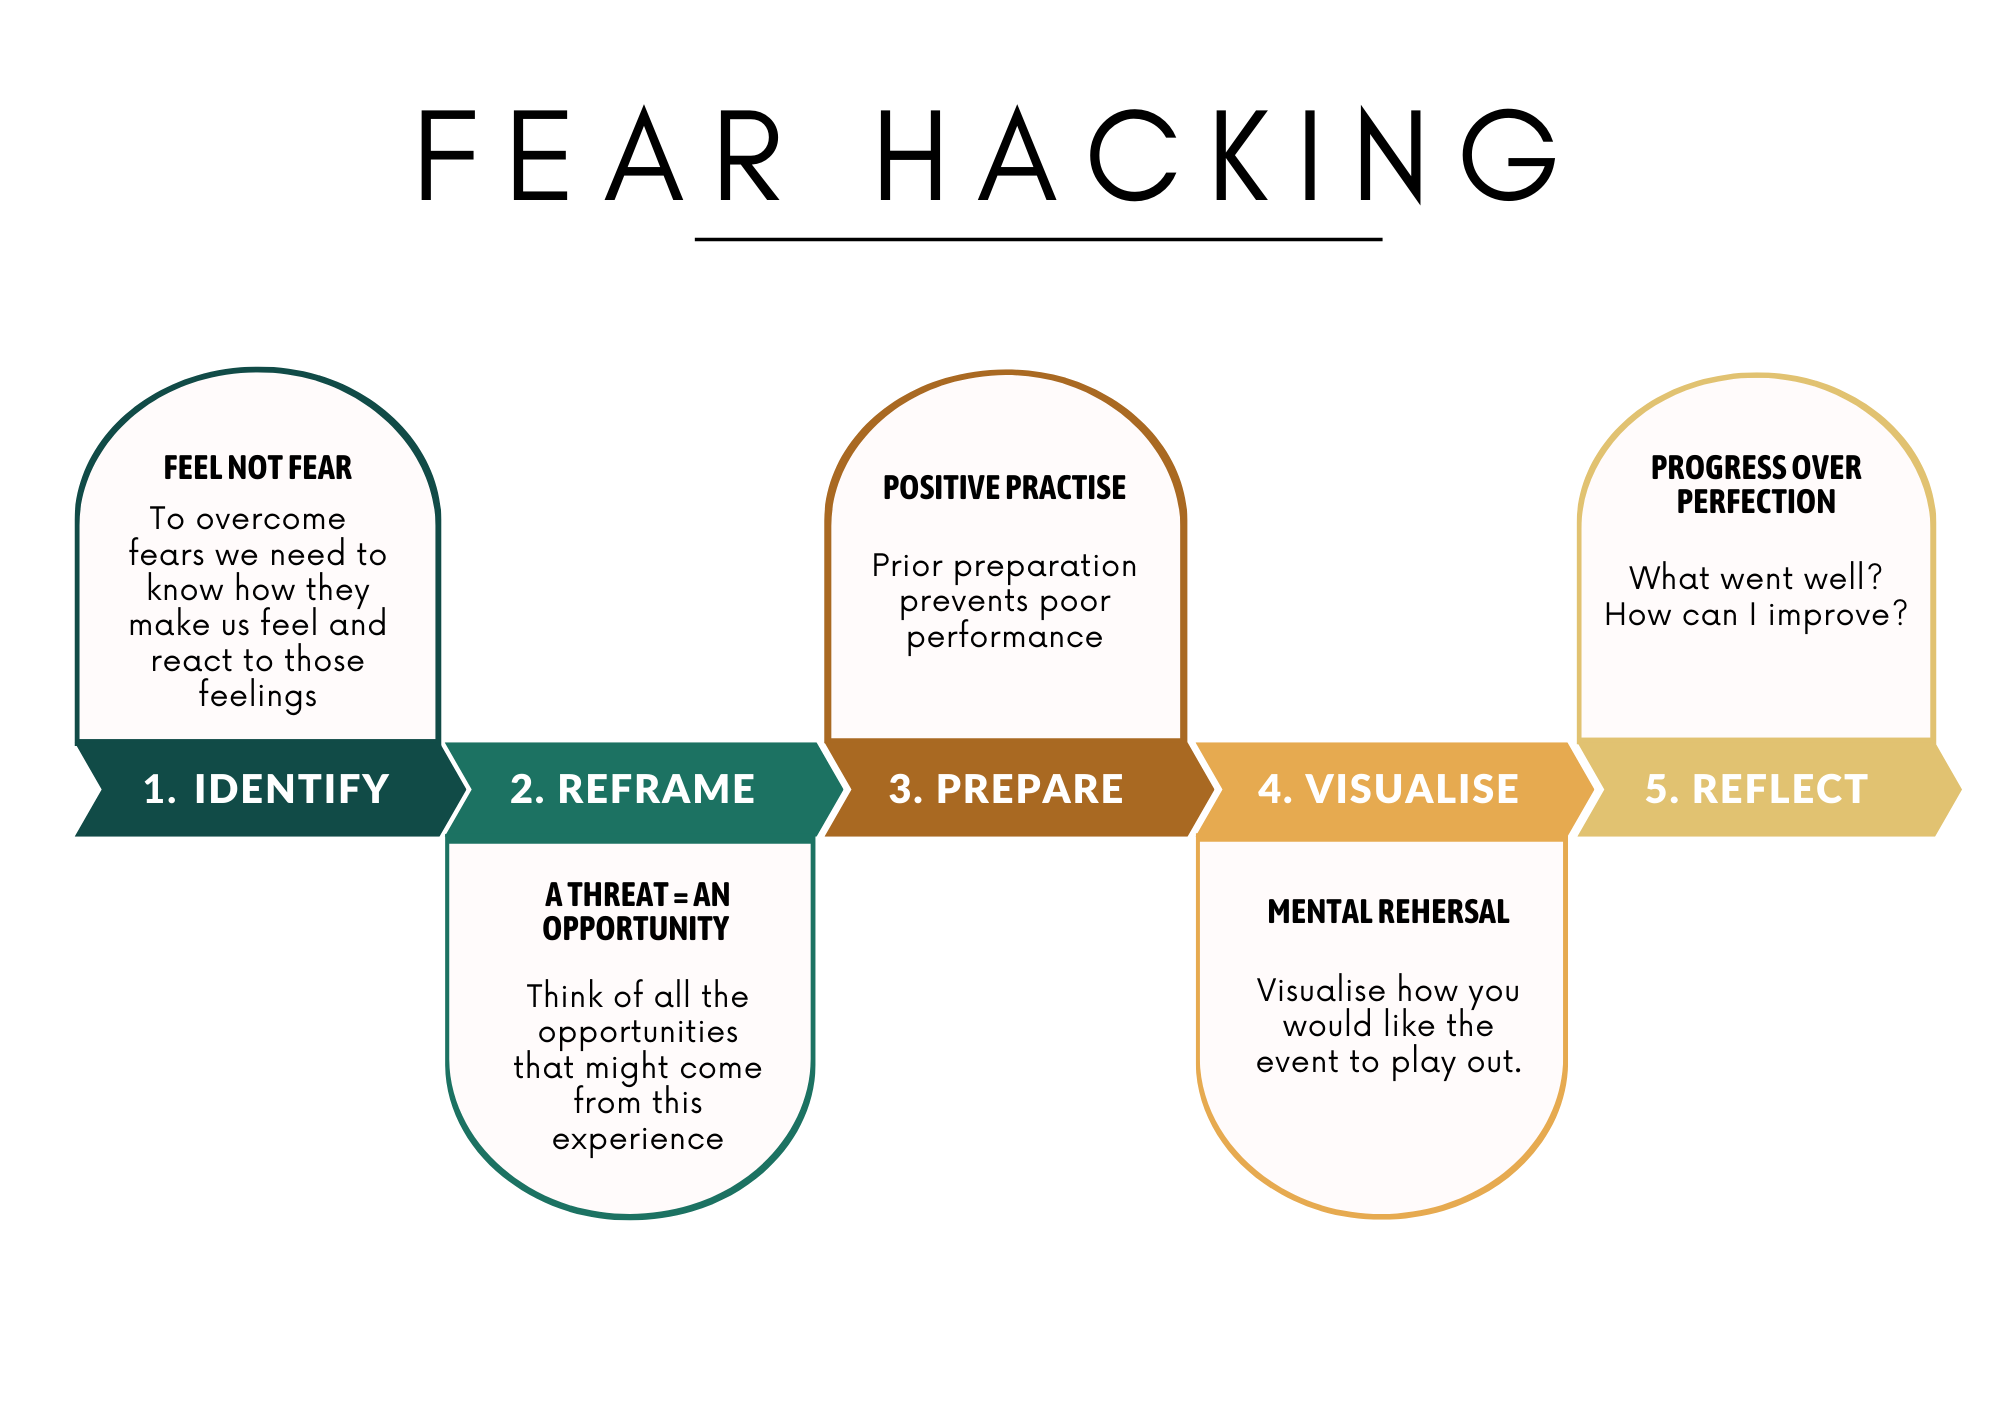 FEAR HACKING
FEEL NOT FEAR
To overcome
fears we need to
know how they
make us feel and
react to those
feelings
1. IDENTIFY
2. REFRAME
A THREAT = AN
OPPORTUNITY
Think of all the
opportunities
that might come
from this
experience
POSITIVE PRACTISE
Prior preparation
prevents poor
performance
3. PREPARE
4. VISUALISE
MENTAL REHERSAL
Visualise how you
would like the
event to play out.
PROGRESS OVER
PERFECTION
What went well?
How can I improve?
5. REFLECT